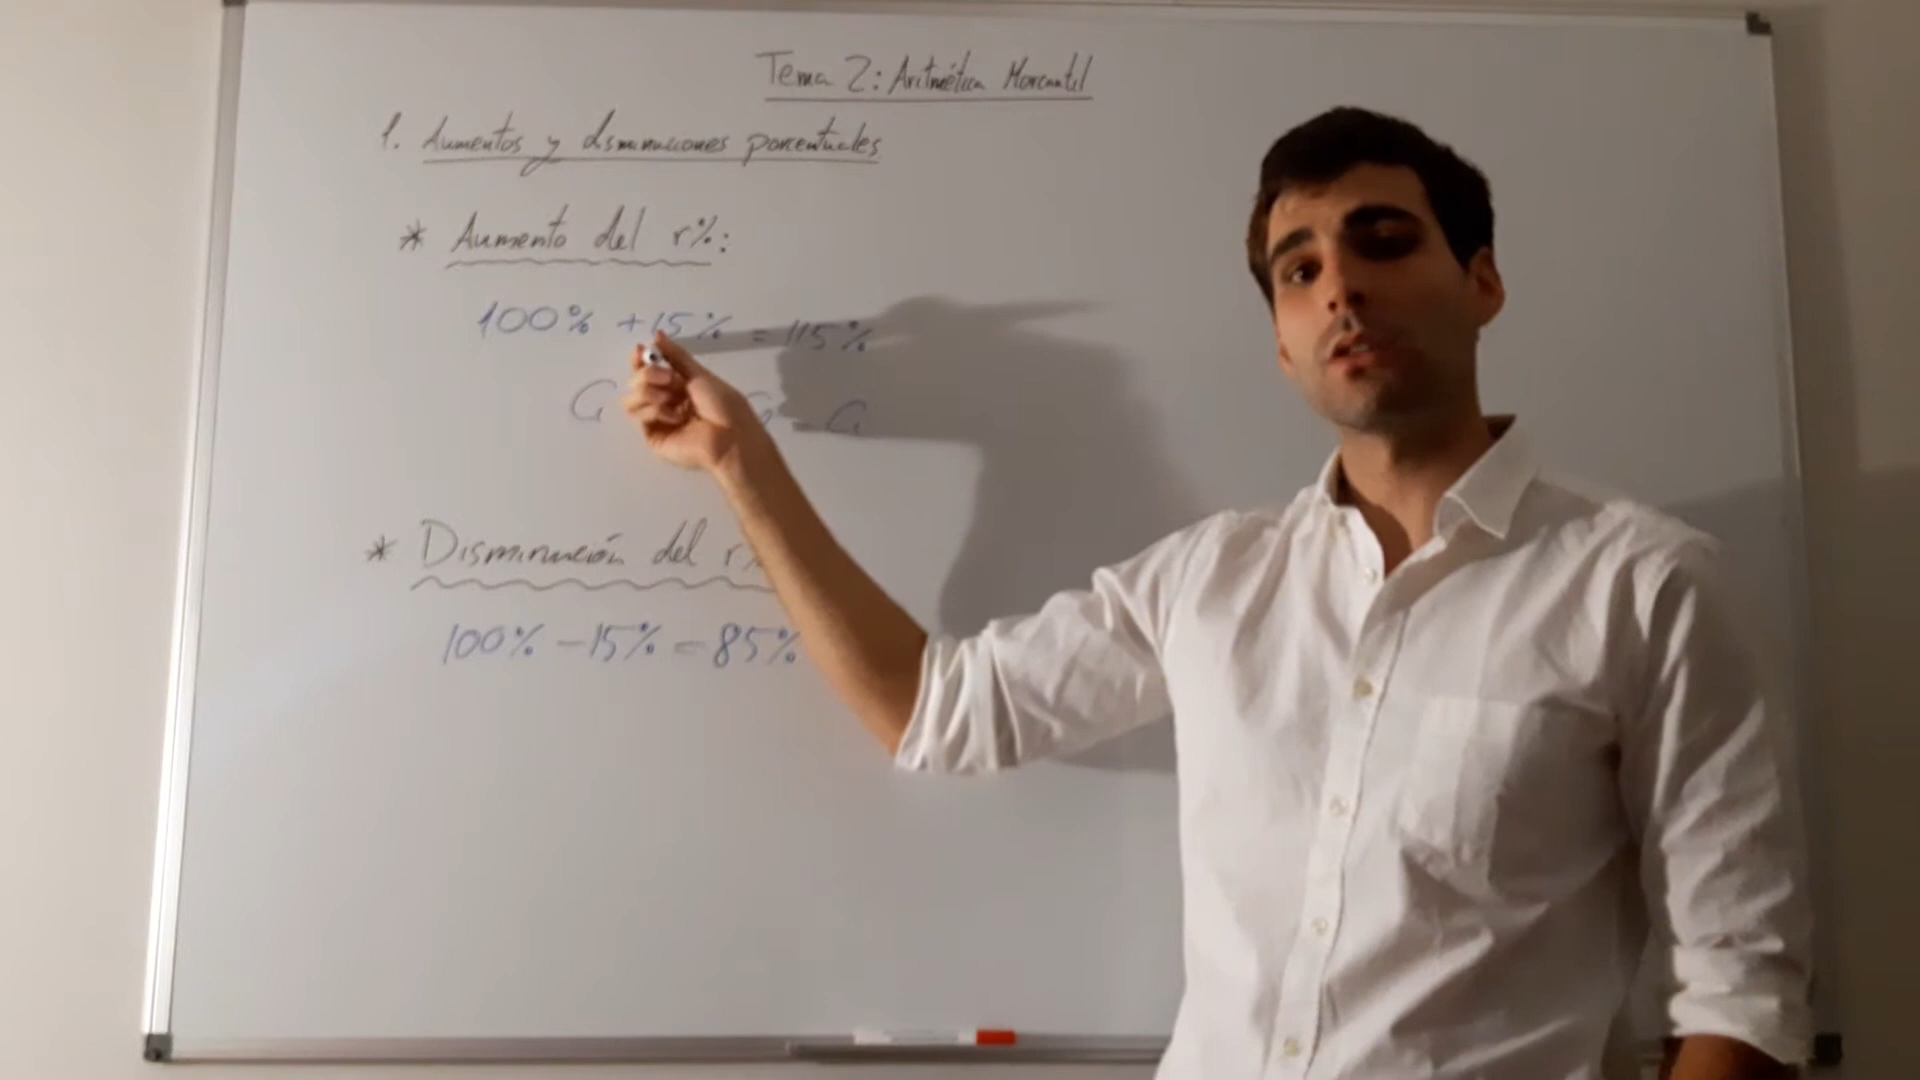 Tema 2: Aritmética Mercantil
1. Aumentos y disminuciones porcentuales
* Aumento del r%:
100% + 15% = 115%
* Disminución del r%
100% - 15% = 85%